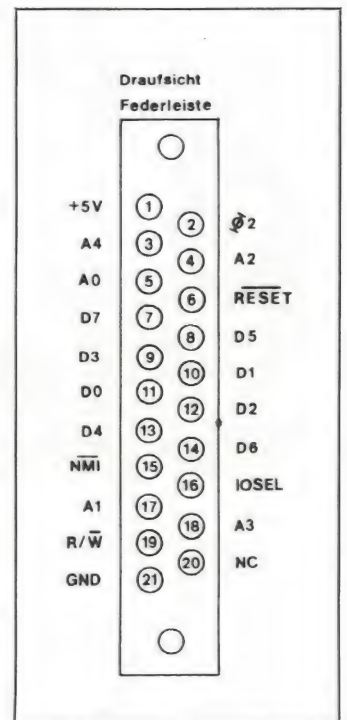 Draufsicht
Federleiste
+5V 1
2 Φ2
A4 3
4 A2
A0 5
6 R̅E̅S̅E̅T̅
D7 7
8 D5
D3 9
10 D1
D0 11
12 D2
D4 13
14 D6
N̅M̅I̅ 15
16 IOSEL
A1 17
18 A3
R/W̅ 19
20 NC
GND 21